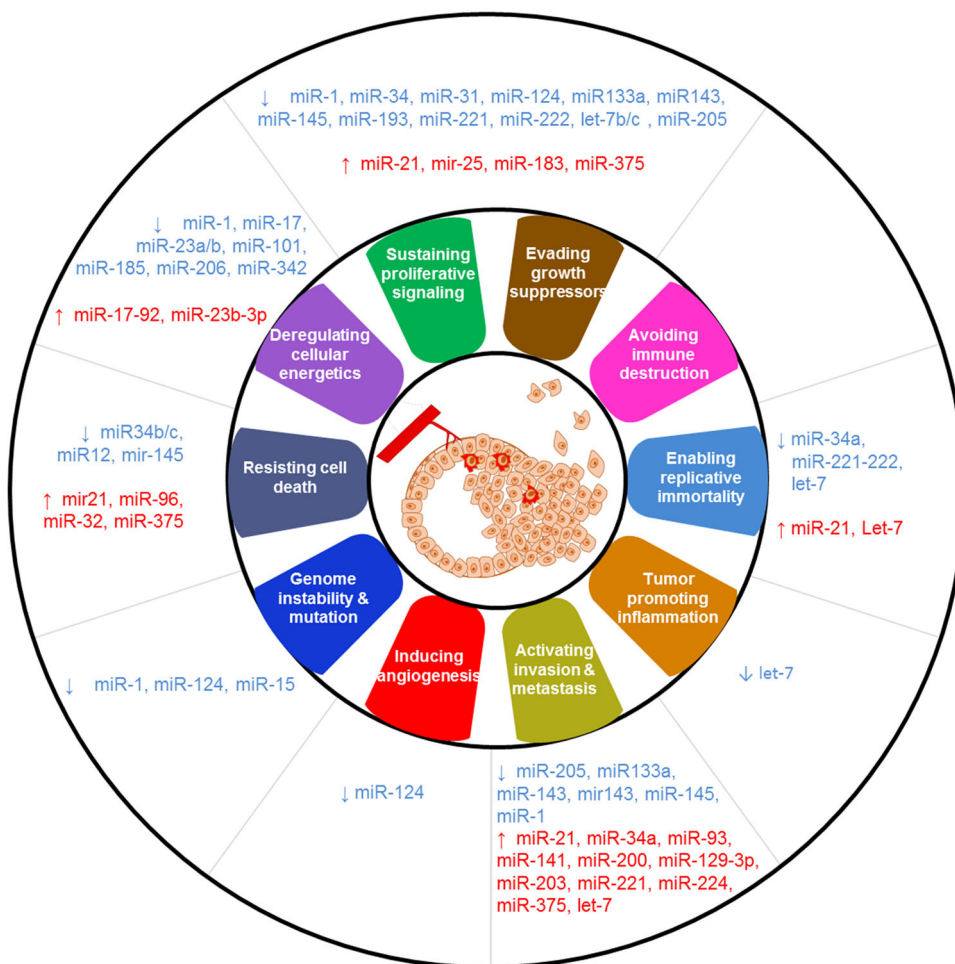 ↓ miR-1, miR-34, miR-31, miR-124, miR133a, miR143,
miR-145, miR-193, miR-221, miR-222, let-7b/c , miR-205
↑ miR-21, mir-25, miR-183, miR-375
↓ miR-1, miR-17,
miR-23a/b, miR-101,
miR-185, miR-206, miR-342
↑ miR-17-92, miR-23b-3p
Sustaining
proliferative
signaling
Evading
growth
suppressors
Deregulating
cellular
energetics
Avoiding
immune
destruction
↓ miR34b/c,
miR12, mir-145
↑ mir21, miR-96,
miR-32, miR-375
Resisting cell
death
Enabling
replicative
immortality
↓ miR-34a,
miR-221-222,
let-7
↑ miR-21, Let-7
Genome
instability &
mutation
Tumor
promoting
inflammation
Inducing
angiogenesis
Activating
invasion &
metastasis
↓ miR-1, miR-124, miR-15
↓ let-7
↓ miR-124
↓ miR-205, miR133a,
miR-143, mir143, miR-145,
miR-1
↑ miR-21, miR-34a, miR-93,
miR-141, miR-200, miR-129-3p,
miR-203, miR-221, miR-224,
miR-375, let-7